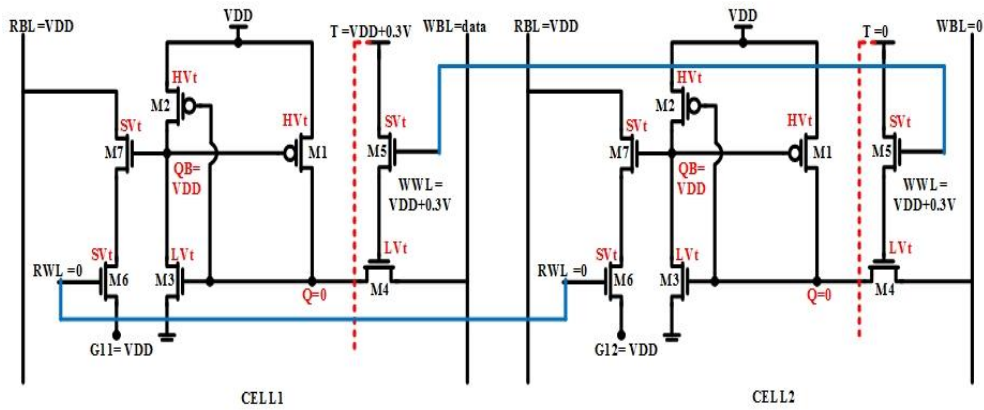 RBL=VDD
VDD
T =VDD+0.3V
WBL=data
HVt
M2
SVt
M7
HVt
M1
QB=
VDD
SVt
M5
WWL=
VDD+0.3V
SVt
RWL =0
M6
LVt
M3
Q=0
LVt
M4
G11= VDD
CELL1
RBL=VDD
VDD
T =0
WBL=0
HVt
M2
SVt
M7
HVt
M1
QB=
VDD
SVt
M5
WWL=
VDD+0.3V
SVt
RWL =0
M6
LVt
M3
Q=0
LVt
M4
G12= VDD
CELL2